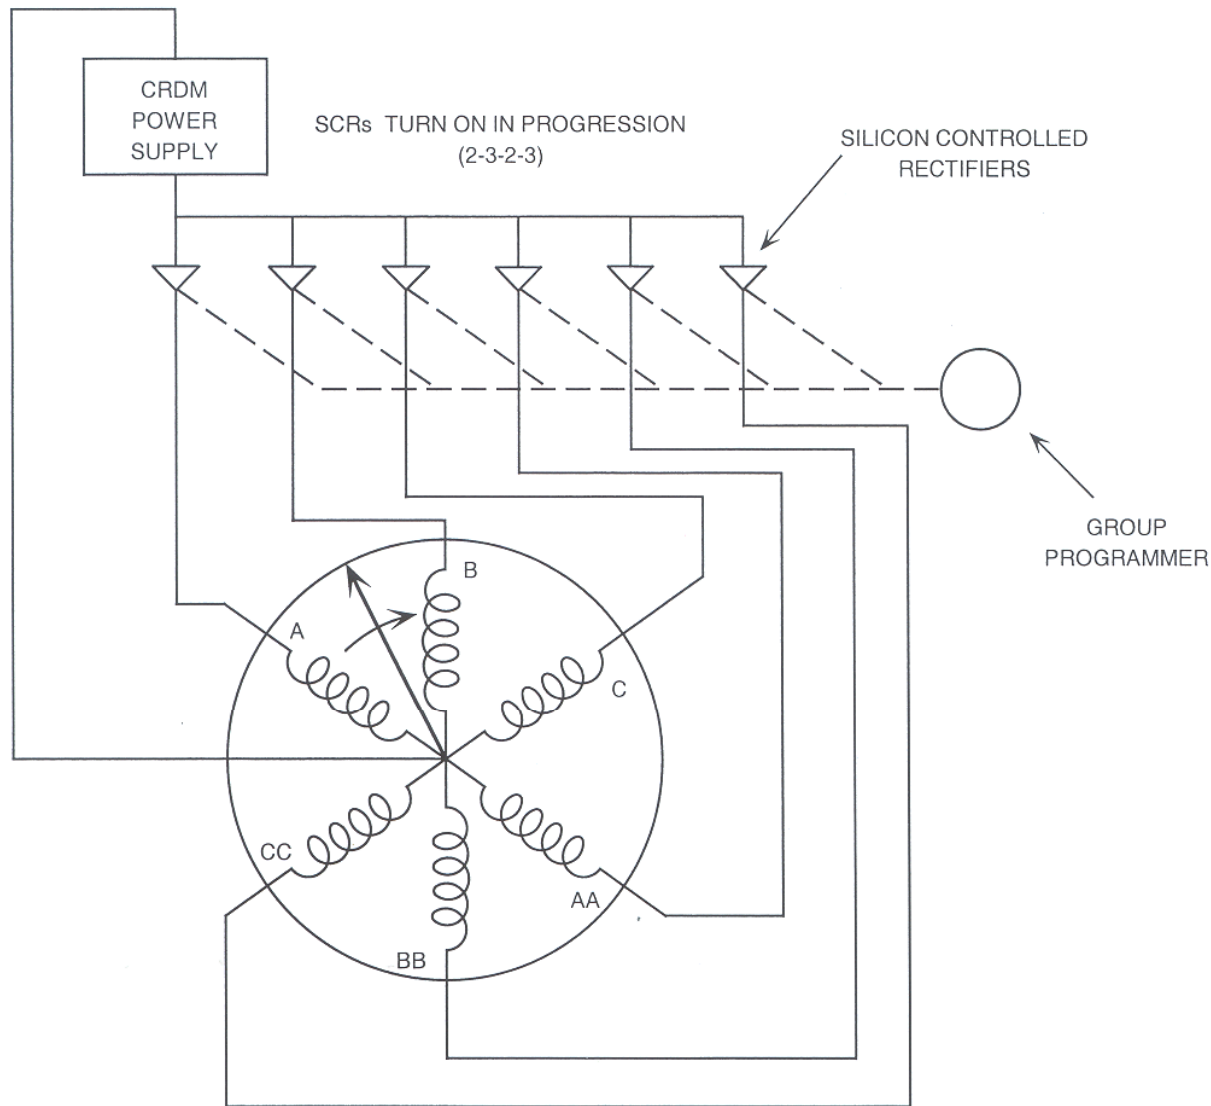 CRDM
POWER
SUPPLY
SCRs TURN ON IN PROGRESSION
(2-3-2-3)
SILICON CONTROLLED
RECTIFIERS
GROUP
PROGRAMMER
B
A
C
CC
AA
BB